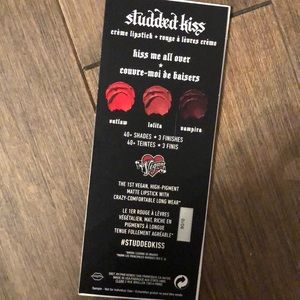 studded kiss
crème lipstick • rouge à lèvres crème
kiss me all over
*
couvre-moi de baisers
outlaw lolita vampira
40+ SHADES * 3 FINISHES
40+ TEINTES * 3 FINIS
Vegan
THE 1ST VEGAN, HIGH-PIGMENT
MATTE LIPSTICK WITH
CRAZY-COMFORTABLE LONG WEAR*
LE 1ER ROUGE À LÈVRES
VÉGÉTALIEN, MAT, RICHE EN
PIGMENTS À LONGUE
TENUE FOLLEMENT AGRÉABLE*
#STUDDEDKISS